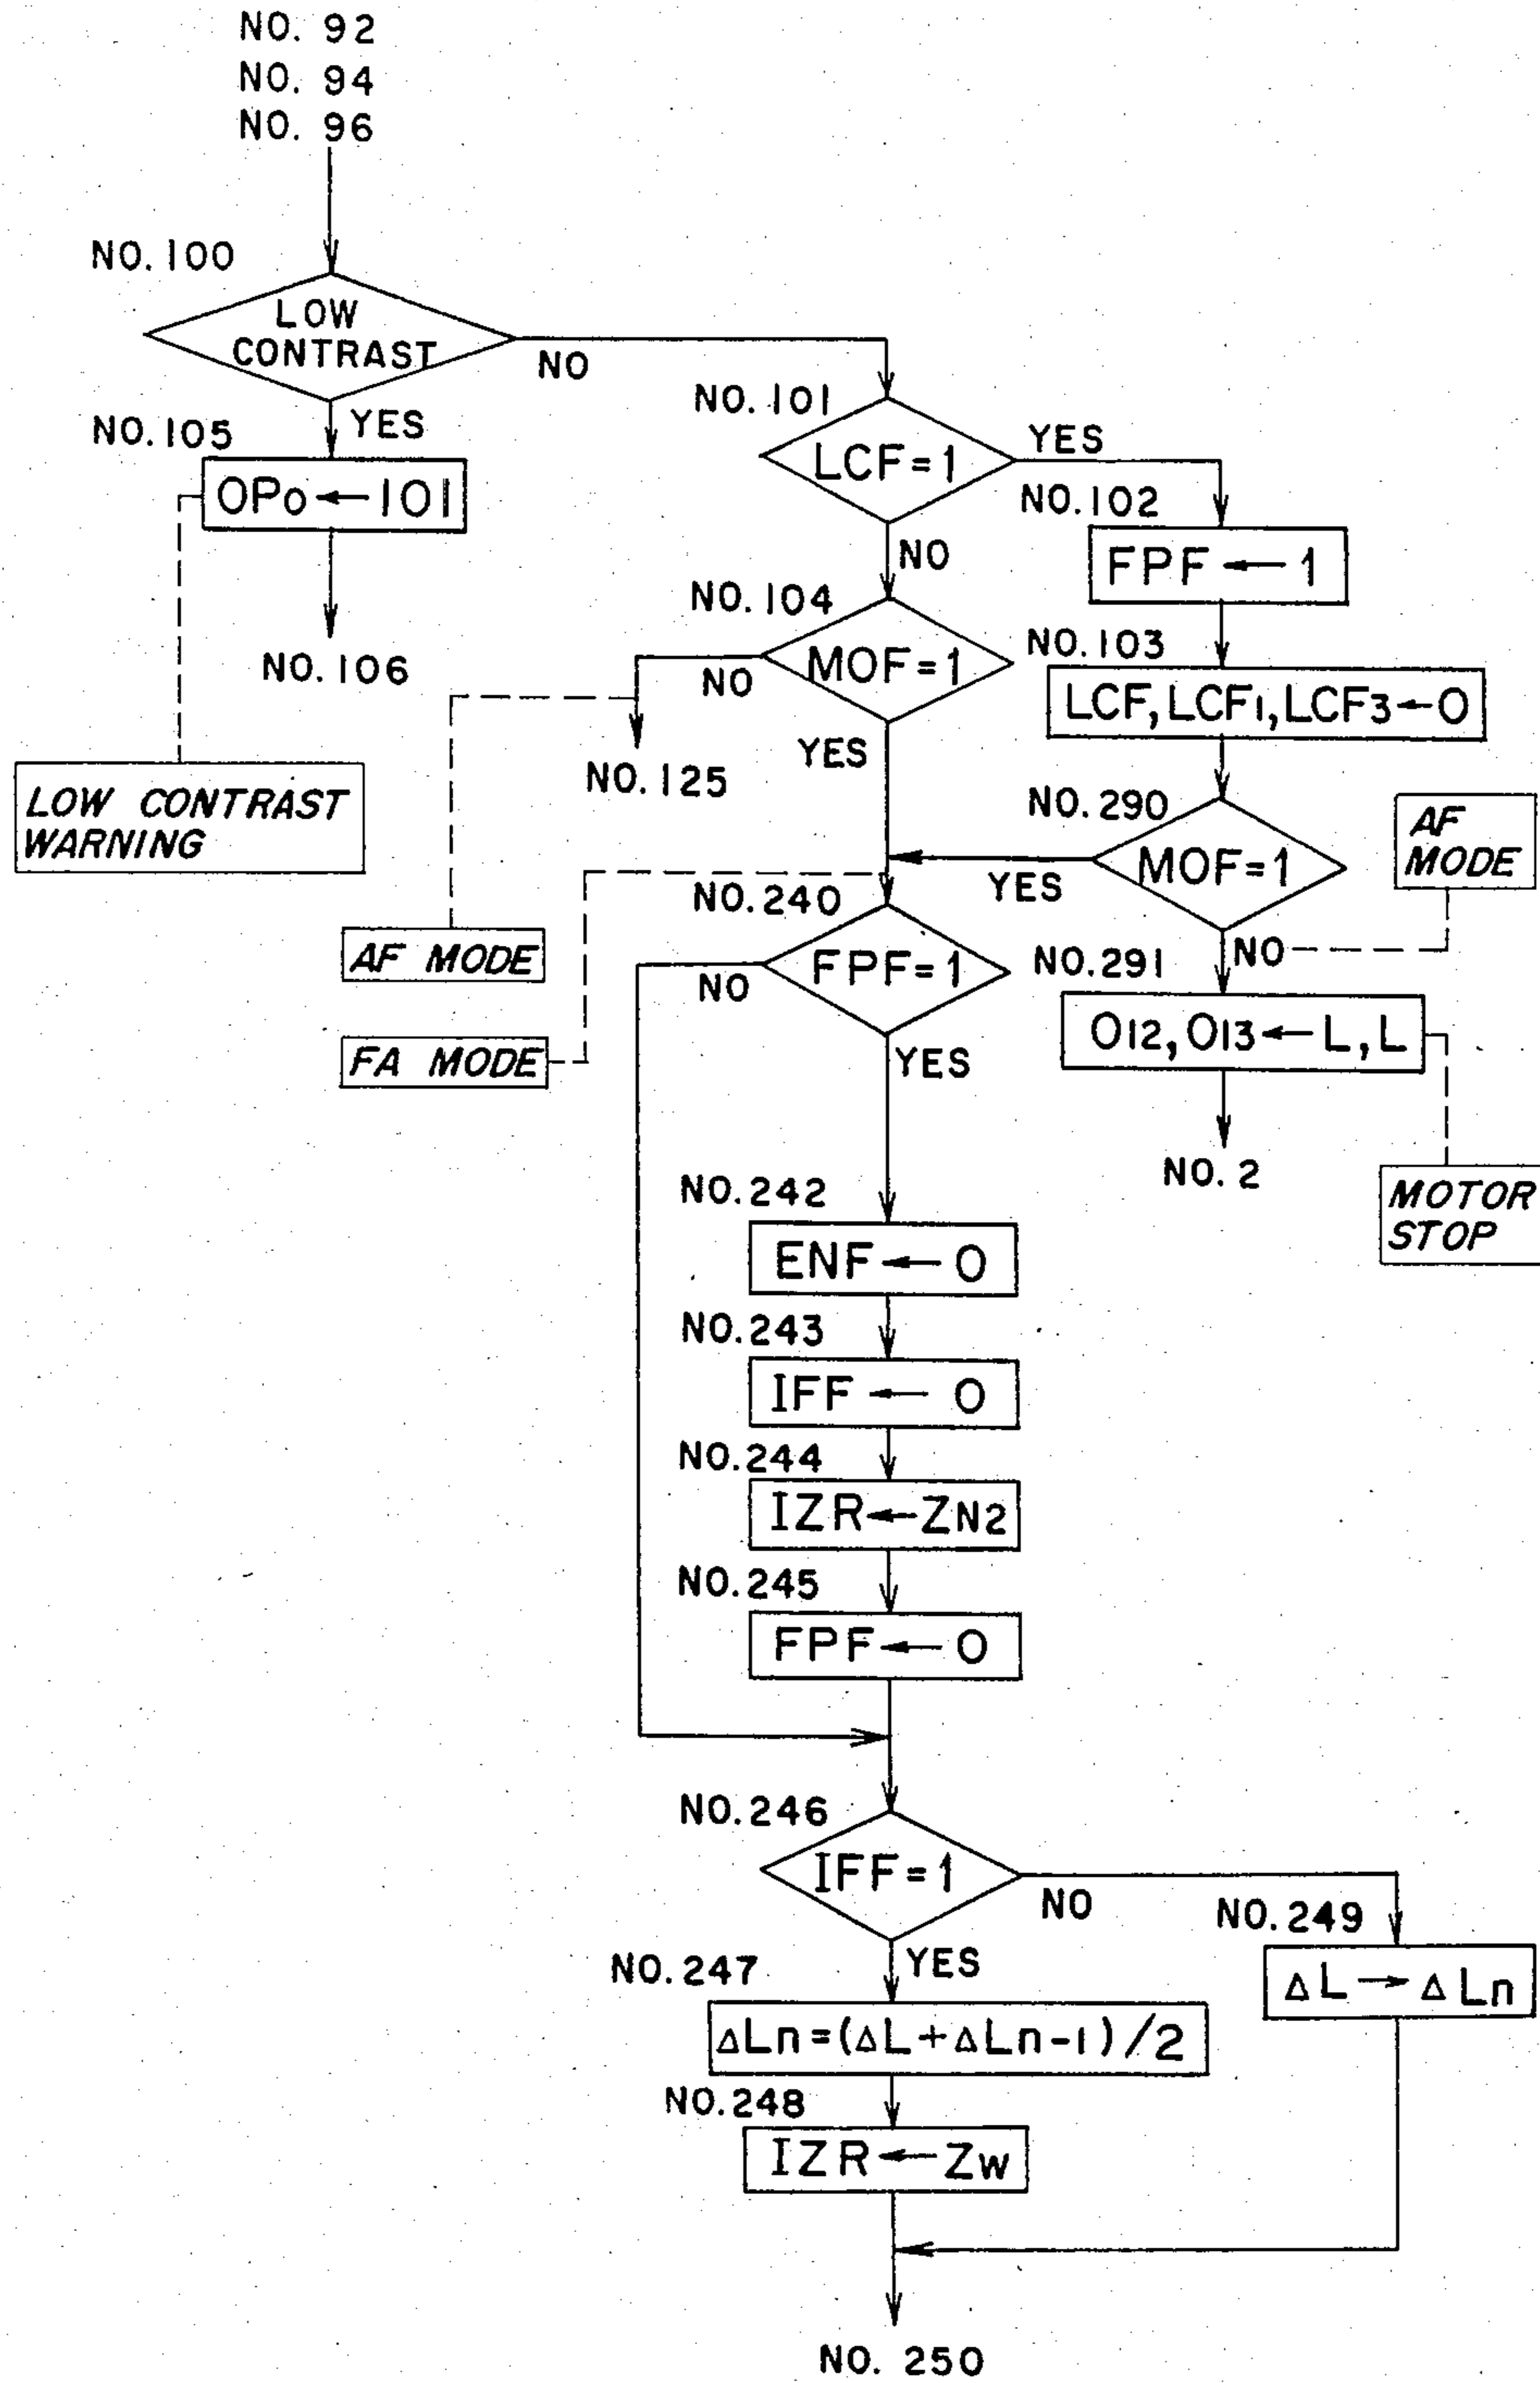 NO. 92
NO. 94
NO. 96
NO. 100
LOW
CONTRAST
NO
YES
NO. 105
OPo ← 101
NO. 106
LOW CONTRAST
WARNING
NO. 101
LCF = 1
YES
NO
NO. 102
FPF ← 1
NO. 103
LCF, LCF1, LCF3 ← 0
NO. 104
MOF = 1
NO
YES
NO. 125
AF MODE
NO. 290
MOF = 1
YES
NO
AF
MODE
NO. 291
O12, O13 ← L, L
NO. 2
MOTOR
STOP
FA MODE
NO. 240
FPF = 1
NO
YES
NO. 242
ENF ← 0
NO. 243
IFF ← 0
NO. 244
IZR ← ZN2
NO. 245
FPF ← 0
NO. 246
IFF = 1
NO
YES
NO. 249
ΔL → ΔLn
NO. 247
ΔLn = (ΔL + ΔLn-1) / 2
NO. 248
IZR ← Zw
NO. 250